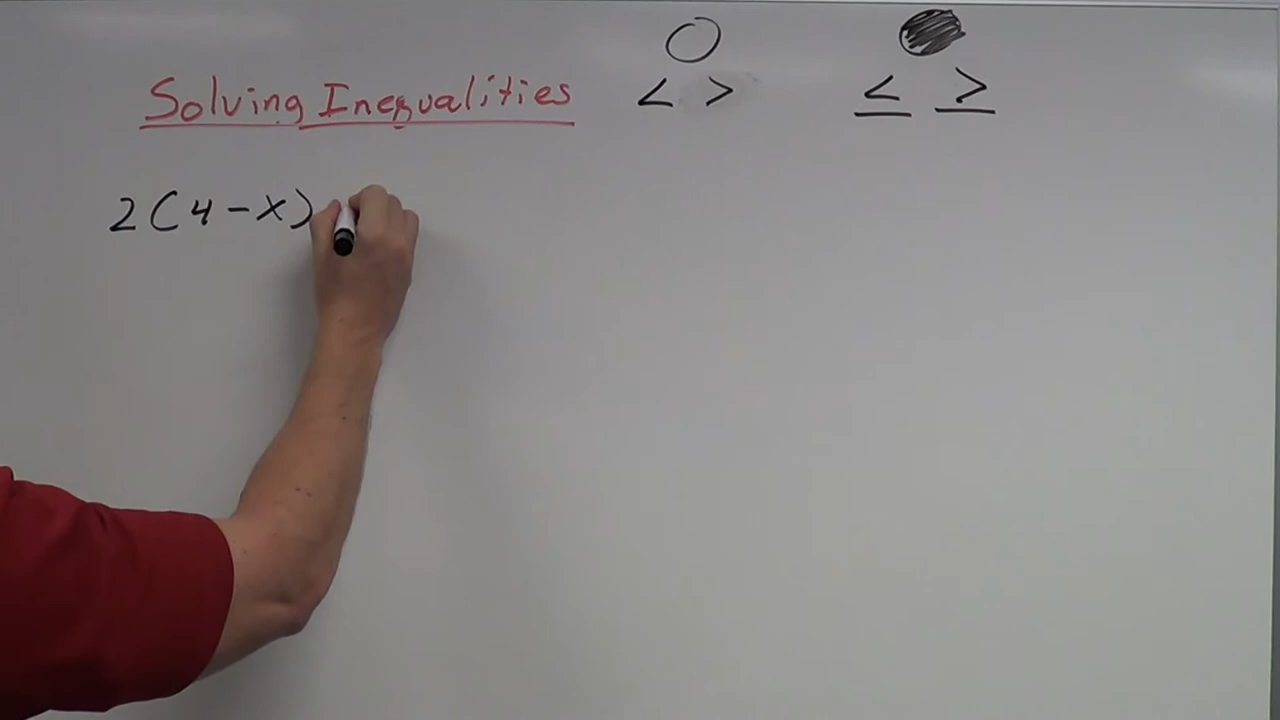 Solving Inequalities < > ≤ ≥
2(4-x)